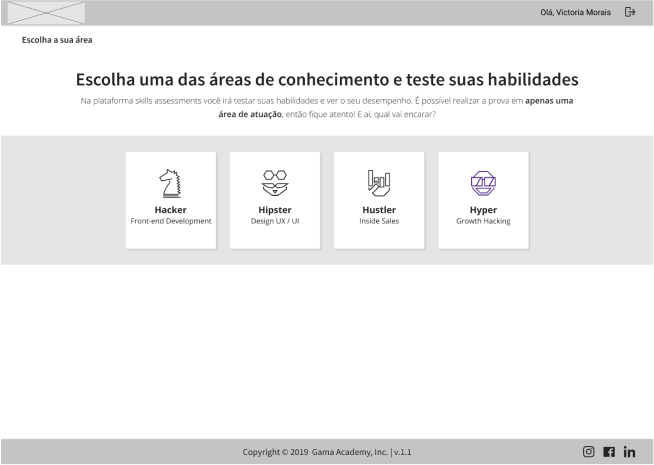 Olá, Victoria Morais
Escolha a sua área
Escolha uma das áreas de conhecimento e teste suas habilidades
Na plataforma skills assessments você irá testar suas habilidades e ver o seu desempenho. É possível realizar a prova em apenas uma
área de atuação, então fique atento! E ai, qual vai encarar?
Hacker
Front-end Development
Hipster
Design UX / UI
Hustler
Inside Sales
Hyper
Growth Hacking
Copyright © 2019 Gama Academy, Inc. | v.1.1